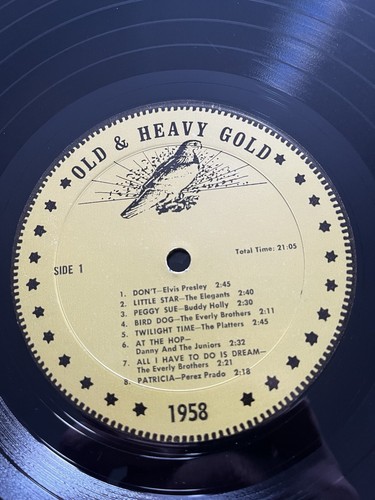 OLD & HEAVY GOLD
Total Time: 21:05
SIDE 1
1. DON'T—Elvis Presley 2:45
2. LITTLE STAR—The Elegants 2:40
3. PEGGY SUE—Buddy Holly 2:30
4. BIRD DOG—The Everly Brothers 2:11
5. TWILIGHT TIME—The Platters 2:45
6. AT THE HOP—
Danny And The Juniors 2:32
7. ALL I HAVE TO DO IS DREAM—
The Everly Brothers 2:21
8. PATRICIA—Perez Prado 2:18
1958